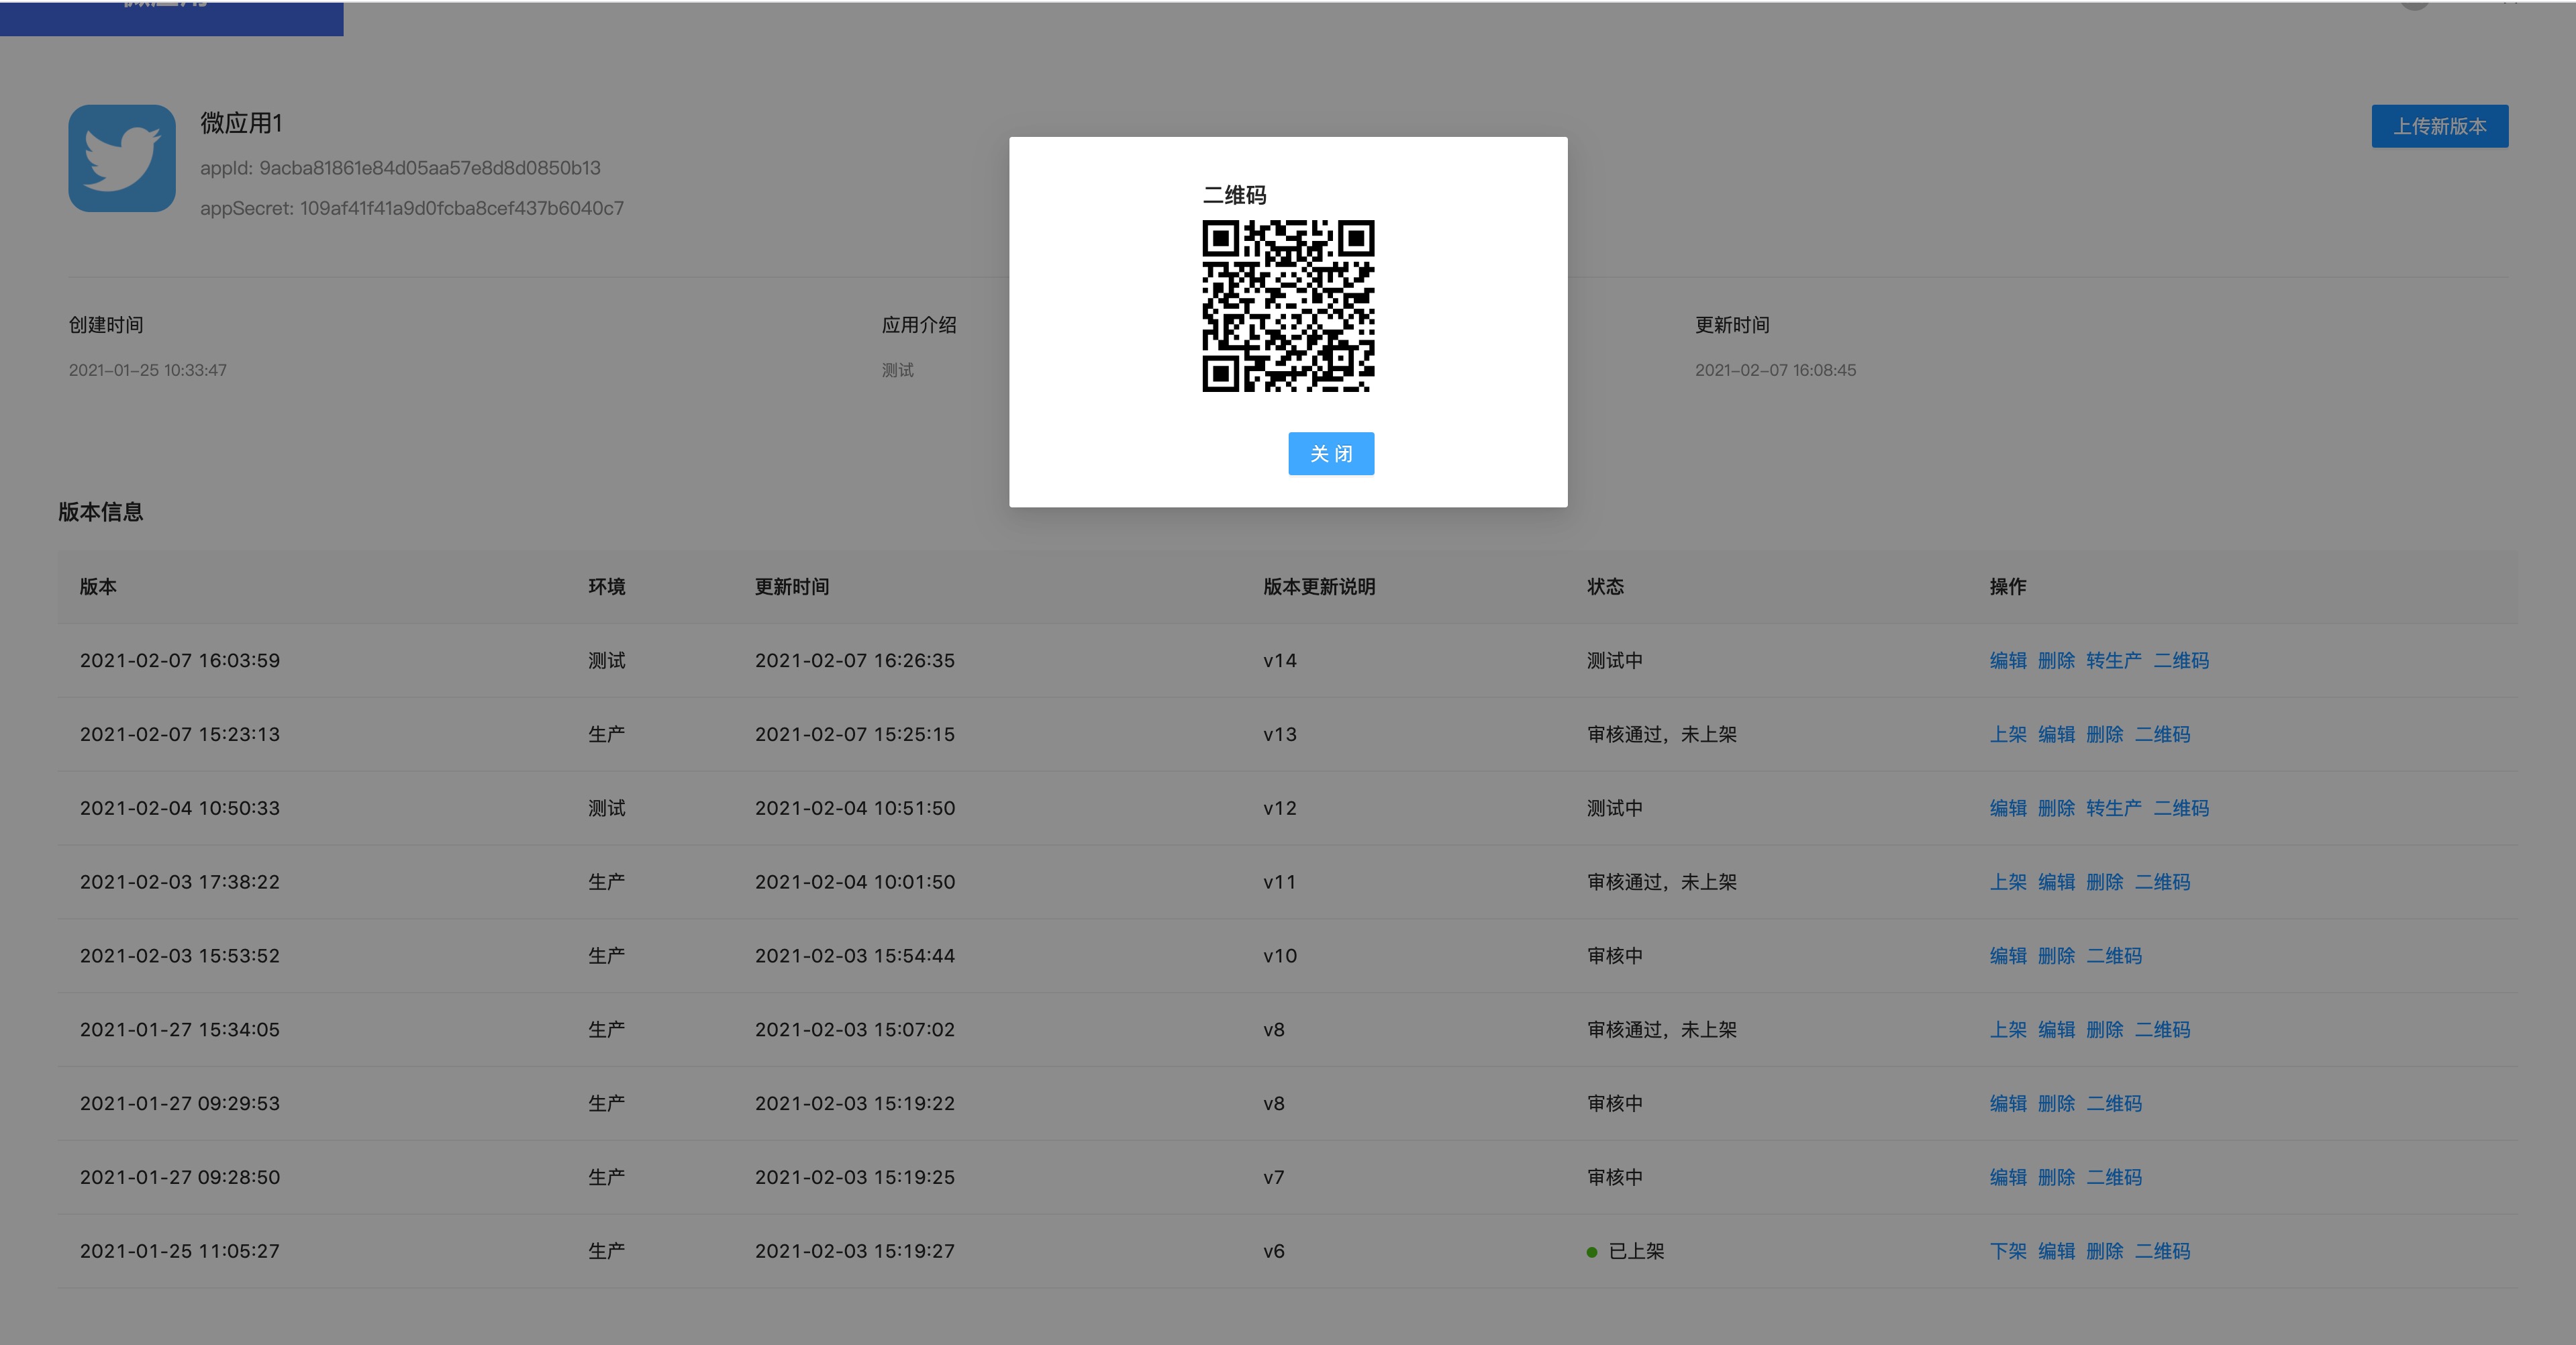 微应用1
上传新版本
appId: 9acba81861e84d05aa57e8d8d0850b13
appSecret: 109af41f41a9d0fcba8cef437b6040c7
二维码
关 闭
创建时间 应用介绍 更新时间
2021-01-25 10:33:47 测试 2021-02-07 16:08:45
版本信息
版本 环境 更新时间 版本更新说明 状态 操作
2021-02-07 16:03:59 测试 2021-02-07 16:26:35 v14 测试中 编辑 删除 转生产 二维码
2021-02-07 15:23:13 生产 2021-02-07 15:25:15 v13 审核通过，未上架 上架 编辑 删除 二维码
2021-02-04 10:50:33 测试 2021-02-04 10:51:50 v12 测试中 编辑 删除 转生产 二维码
2021-02-03 17:38:22 生产 2021-02-04 10:01:50 v11 审核通过，未上架 上架 编辑 删除 二维码
2021-02-03 15:53:52 生产 2021-02-03 15:54:44 v10 审核中 编辑 删除 二维码
2021-01-27 15:34:05 生产 2021-02-03 15:07:02 v8 审核通过，未上架 上架 编辑 删除 二维码
2021-01-27 09:29:53 生产 2021-02-03 15:19:22 v8 审核中 编辑 删除 二维码
2021-01-27 09:28:50 生产 2021-02-03 15:19:25 v7 审核中 编辑 删除 二维码
2021-01-25 11:05:27 生产 2021-02-03 15:19:27 v6 已上架 下架 编辑 删除 二维码